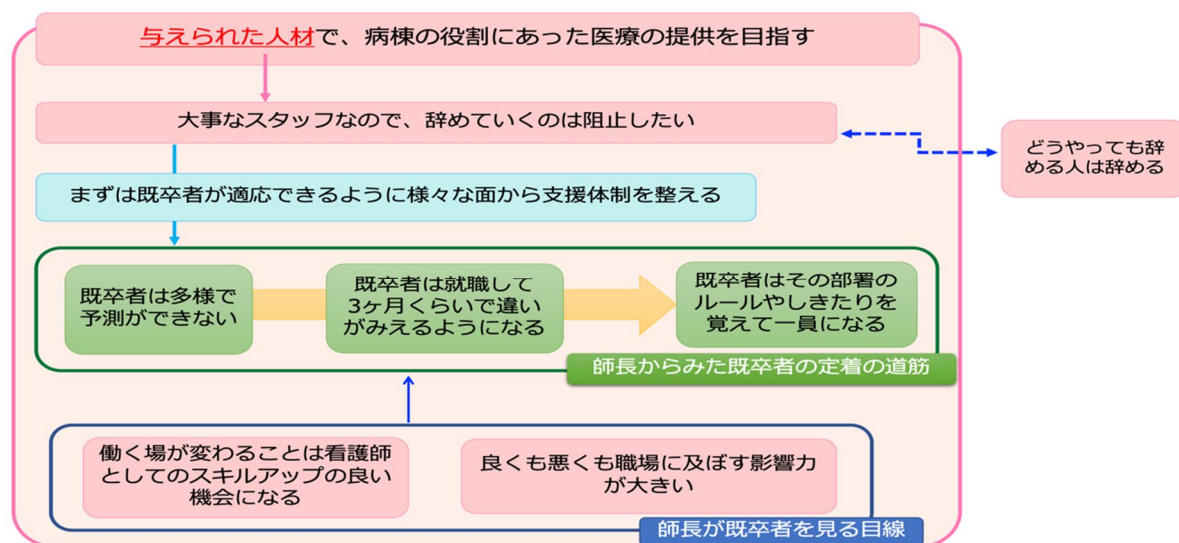 与えられた人材で、病棟の役割にあった医療の提供を目指す
大事なスタッフなので、辞めていくのは阻止したい
どうやっても辞
める人は辞める
まずは既卒者が適応できるように様々な面から支援体制を整える
既卒者は多様で
予測ができない
既卒者は就職して
3ヶ月くらいで違い
がみえるようになる
既卒者はその部署の
ルールやしきたりを
覚えて一員になる
師長からみた既卒者の定着の道筋
働く場が変わることは看護師
としてのスキルアップの良い
機会になる
良くも悪くも職場に及ぼす影響力
が大きい
師長が既卒者を見る目線